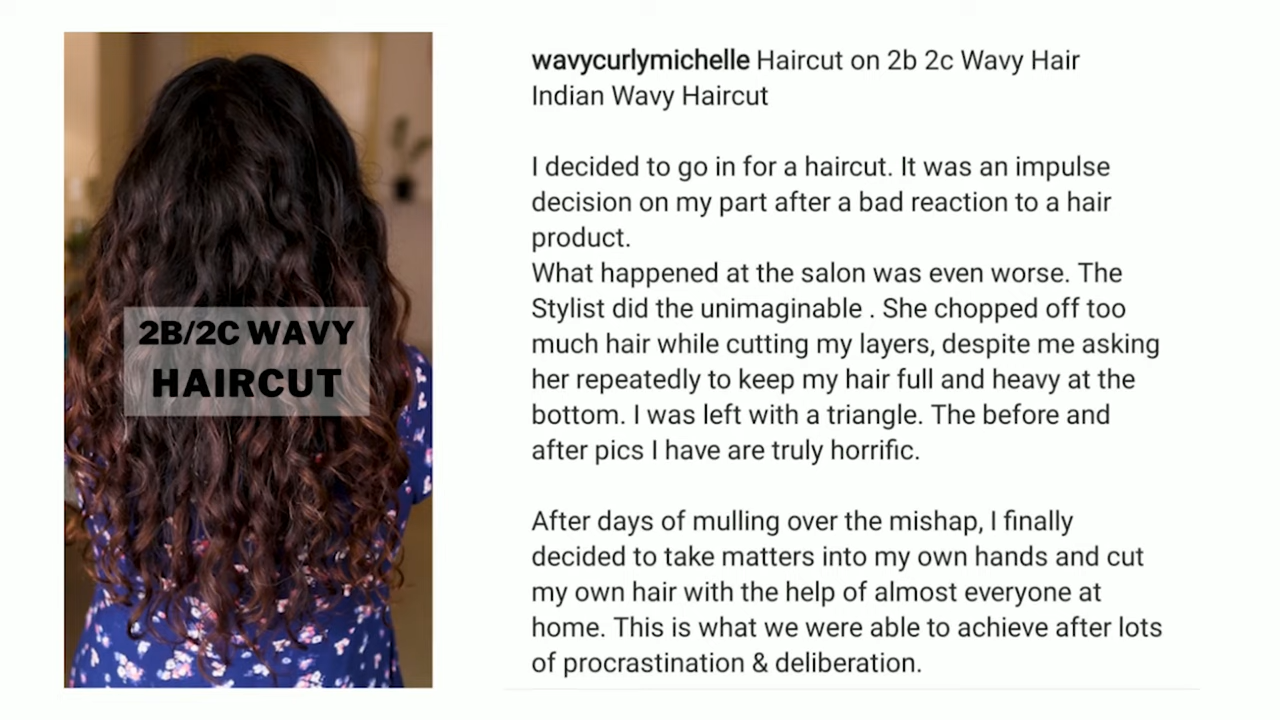 2B/2C WAVY
HAIRCUT
wavycurlymichelle Haircut on 2b 2c Wavy Hair
Indian Wavy Haircut
I decided to go in for a haircut. It was an impulse
decision on my part after a bad reaction to a hair
product.
What happened at the salon was even worse. The
Stylist did the unimaginable . She chopped off too
much hair while cutting my layers, despite me asking
her repeatedly to keep my hair full and heavy at the
bottom. I was left with a triangle. The before and
after pics I have are truly horrific.
After days of mulling over the mishap, I finally
decided to take matters into my own hands and cut
my own hair with the help of almost everyone at
home. This is what we were able to achieve after lots
of procrastination & deliberation.